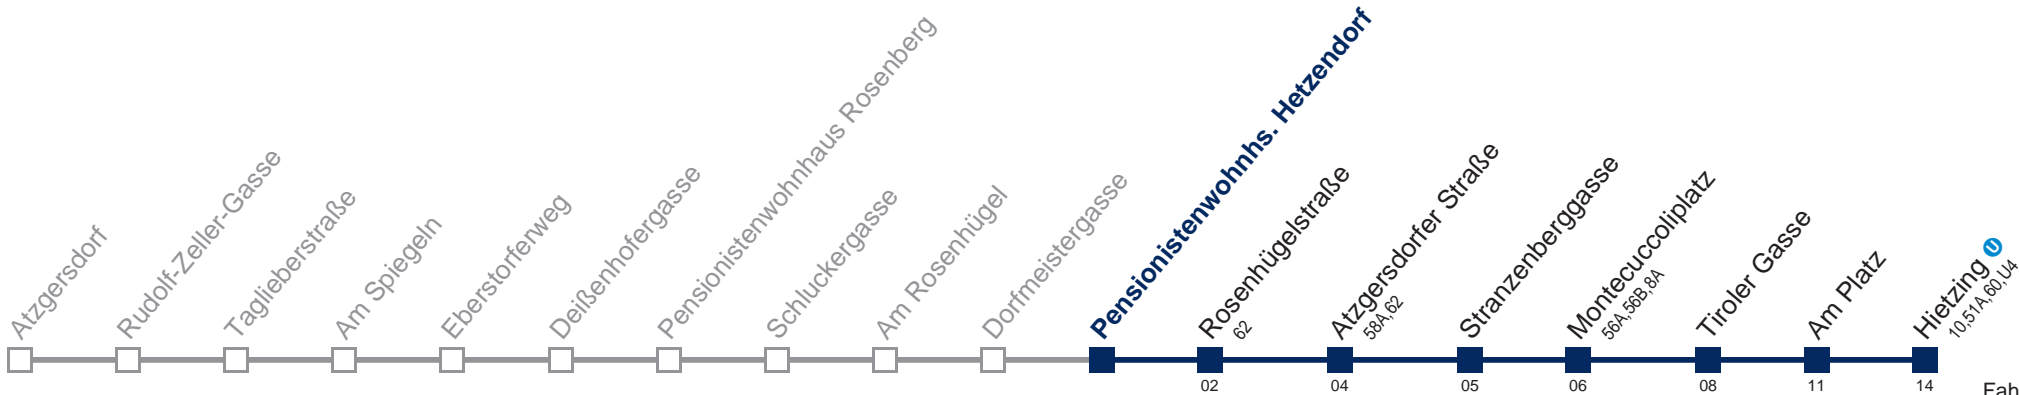 Atzgersdorf
Rudolf-Zeller-Gasse
Taglieberstraße
Am Spiegeln
Eberstorferweg
Deißenhofergasse
Pensionistenwohnhaus Rosenberg
Schluckergasse
Am Rosenhügel
Dorfmeistergasse
Pensionistenwohnhs. Hetzendorf
Rosenhügelstraße
62
Atzgersdorfer Straße
58A,62
Stranzenberggasse
Montecuccoliplatz
56A,56B,8A
Tiroler Gasse
Am Platz
Hietzing U
10,51A,60,U4
02 04 05 06 08 11 14
Fah